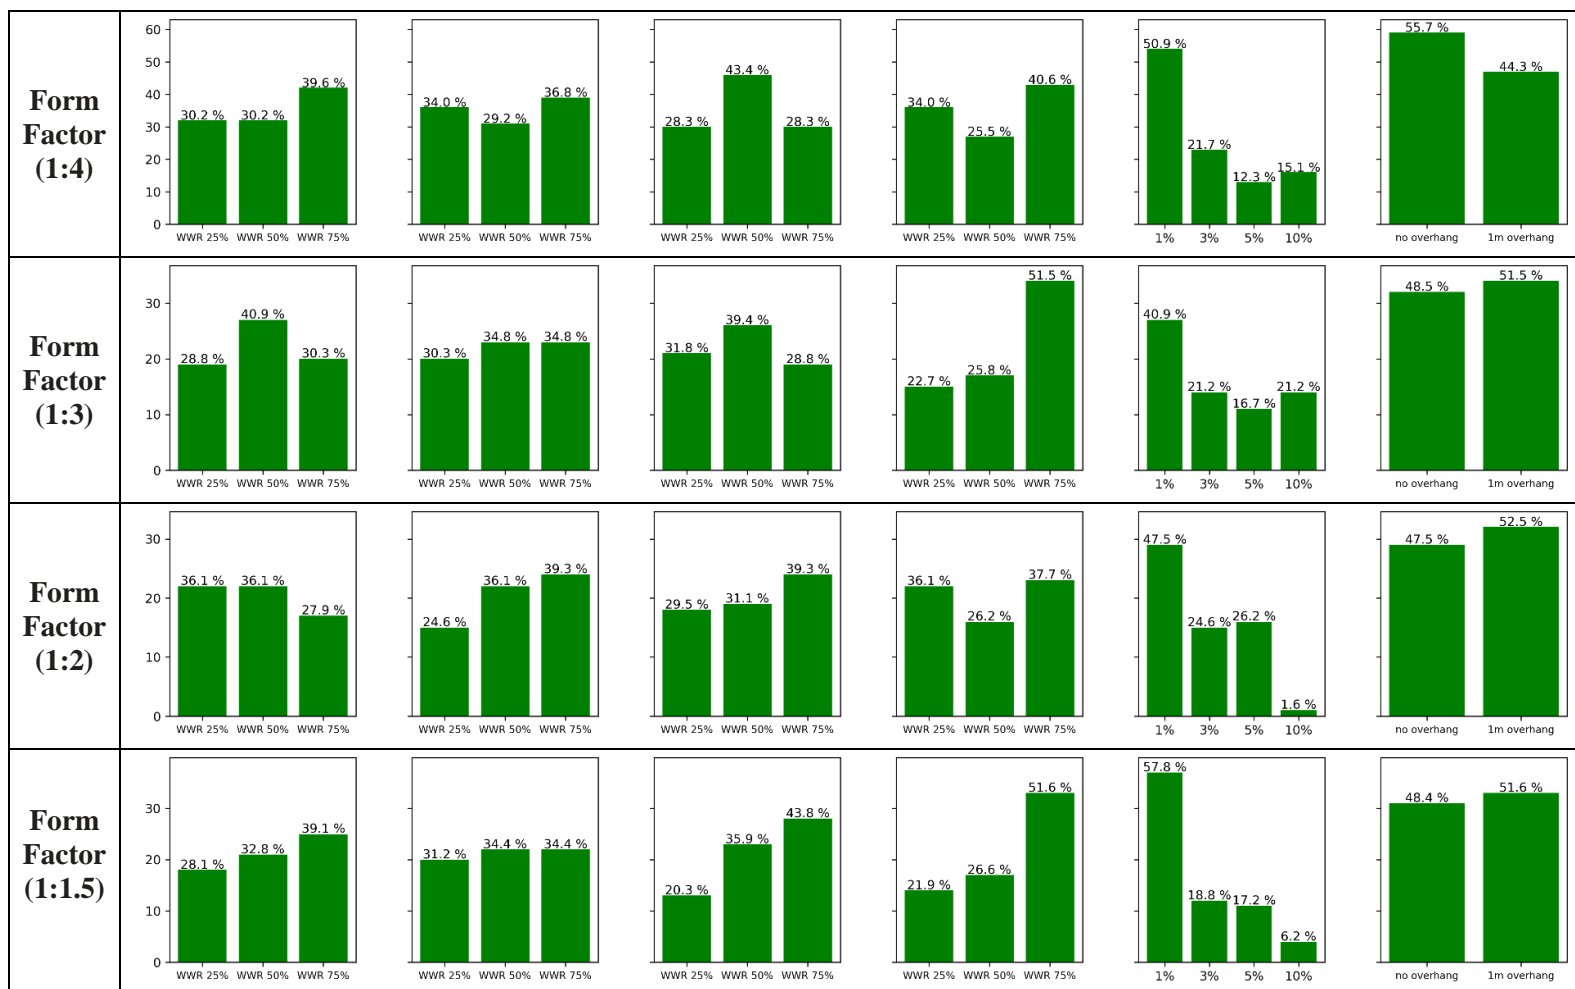 Form
Factor
(1:4)
60
50
40
30
20
10
0
30.2 % 30.2 % 39.6 %
WWR 25% WWR 50% WWR 75%
34.0 % 29.2 % 36.8 %
WWR 25% WWR 50% WWR 75%
28.3 % 43.4 % 28.3 %
WWR 25% WWR 50% WWR 75%
34.0 % 25.5 % 40.6 %
WWR 25% WWR 50% WWR 75%
50.9 % 21.7 % 12.3 % 15.1 %
1% 3% 5% 10%
55.7 % 44.3 %
no overhang 1m overhang
Form
Factor
(1:3)
30
20
10
0
28.8 % 40.9 % 30.3 %
WWR 25% WWR 50% WWR 75%
30.3 % 34.8 % 34.8 %
WWR 25% WWR 50% WWR 75%
31.8 % 39.4 % 28.8 %
WWR 25% WWR 50% WWR 75%
22.7 % 25.8 % 51.5 %
WWR 25% WWR 50% WWR 75%
40.9 % 21.2 % 16.7 % 21.2 %
1% 3% 5% 10%
48.5 % 51.5 %
no overhang 1m overhang
Form
Factor
(1:2)
30
20
10
0
36.1 % 36.1 % 27.9 %
WWR 25% WWR 50% WWR 75%
24.6 % 36.1 % 39.3 %
WWR 25% WWR 50% WWR 75%
29.5 % 31.1 % 39.3 %
WWR 25% WWR 50% WWR 75%
36.1 % 26.2 % 37.7 %
WWR 25% WWR 50% WWR 75%
47.5 % 24.6 % 26.2 % 1.6 %
1% 3% 5% 10%
47.5 % 52.5 %
no overhang 1m overhang
Form
Factor
(1:1.5)
30
20
10
0
28.1 % 32.8 % 39.1 %
WWR 25% WWR 50% WWR 75%
31.2 % 34.4 % 34.4 %
WWR 25% WWR 50% WWR 75%
20.3 % 35.9 % 43.8 %
WWR 25% WWR 50% WWR 75%
21.9 % 26.6 % 51.6 %
WWR 25% WWR 50% WWR 75%
57.8 % 18.8 % 17.2 % 6.2 %
1% 3% 5% 10%
48.4 % 51.6 %
no overhang 1m overhang